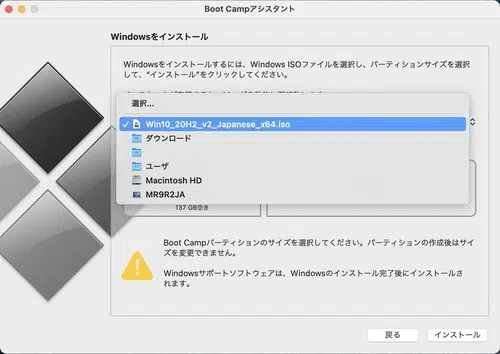 Boot Campアシスタント
Windowsをインストール
Windowsをインストールするには、Windows ISOファイルを選択し、パーティションサイズを選択
して、“インストール”をクリックしてください。
選択...
✓ Win10_20H2_v2_Japanese_x64.iso
ダウンロード
ユーザ
Macintosh HD
MR9R2JA
137 GB空き
Boot Campパーティションのサイズを選択してください。パーティションの作成後はサイ
ズを変更できません。
Windowsサポートソフトウェアは、Windowsのインストール完了後にインストールされ
ます。
戻る
インストール